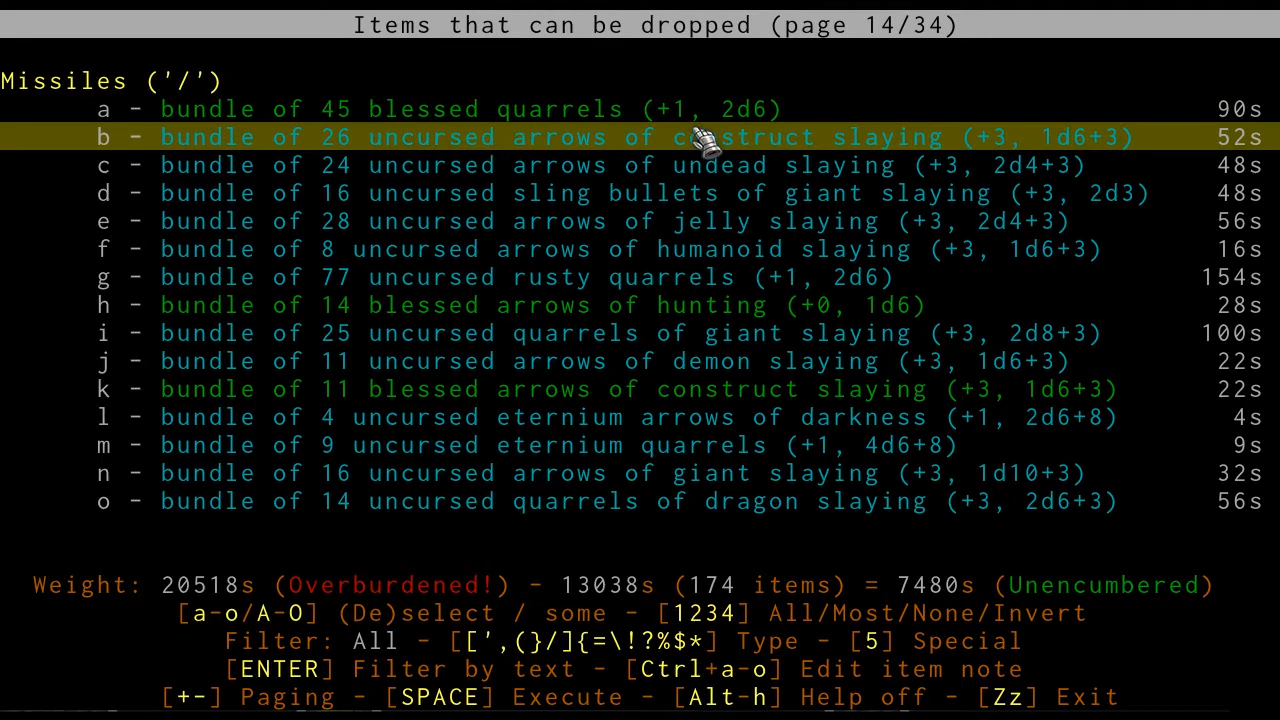 Items that can be dropped (page 14/34)
Missiles ('/')
a - bundle of 45 blessed quarrels (+1, 2d6) 90s
b - bundle of 26 uncursed arrows of construct slaying (+3, 1d6+3) 52s
c - bundle of 24 uncursed arrows of undead slaying (+3, 2d4+3) 48s
d - bundle of 16 uncursed sling bullets of giant slaying (+3, 2d3) 48s
e - bundle of 28 uncursed arrows of jelly slaying (+3, 2d4+3) 56s
f - bundle of 8 uncursed arrows of humanoid slaying (+3, 1d6+3) 16s
g - bundle of 77 uncursed rusty quarrels (+1, 2d6) 154s
h - bundle of 14 blessed arrows of hunting (+0, 1d6) 28s
i - bundle of 25 uncursed quarrels of giant slaying (+3, 2d8+3) 100s
j - bundle of 11 uncursed arrows of demon slaying (+3, 1d6+3) 22s
k - bundle of 11 blessed arrows of construct slaying (+3, 1d6+3) 22s
l - bundle of 4 uncursed eternium arrows of darkness (+1, 2d6+8) 4s
m - bundle of 9 uncursed eternium quarrels (+1, 4d6+8) 9s
n - bundle of 16 uncursed arrows of giant slaying (+3, 1d10+3) 32s
o - bundle of 14 uncursed quarrels of dragon slaying (+3, 2d6+3) 56s
Weight: 20518s (Overburdened!) - 13038s (174 items) = 7480s (Unencumbered)
[a-o/A-O] (De)select / some - [1234] All/Most/None/Invert
Filter: All - [[',(}/]{=\!?%$*] Type - [5] Special
[ENTER] Filter by text - [Ctrl+a-o] Edit item note
[+-] Paging - [SPACE] Execute - [Alt-h] Help off - [Zz] Exit